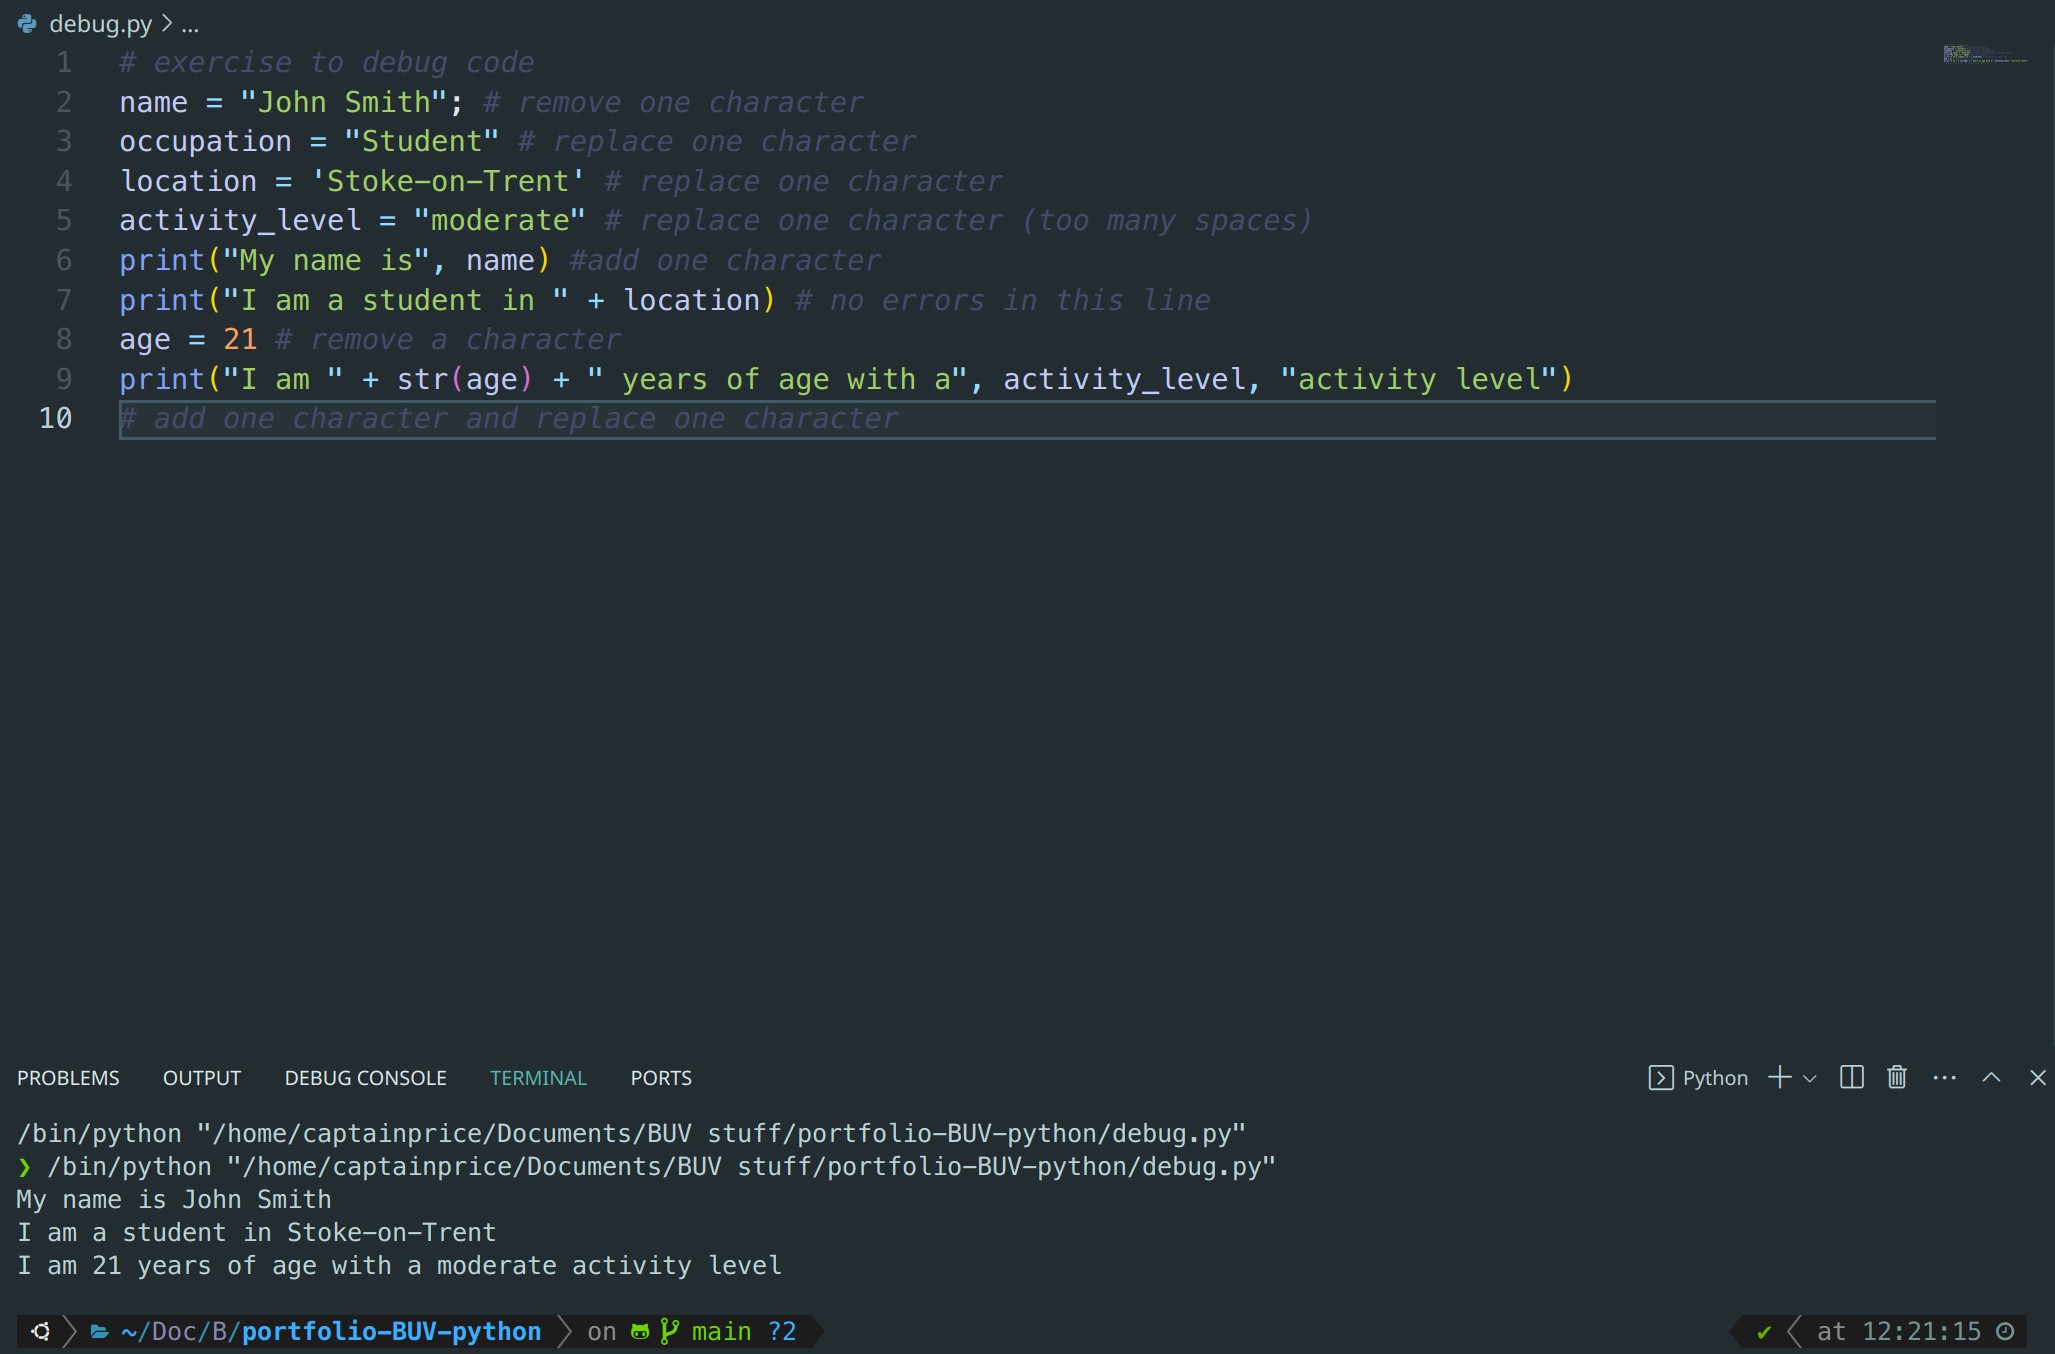 debug.py > ...
1 # exercise to debug code
2 name = "John Smith"; # remove one character
3 occupation = "Student" # replace one character
4 location = 'Stoke-on-Trent' # replace one character
5 activity_level = "moderate" # replace one character (too many spaces)
6 print("My name is", name) #add one character
7 print("I am a student in " + location) # no errors in this line
8 age = 21 # remove a character
9 print("I am " + str(age) + " years of age with a", activity_level, "activity level")
10 # add one character and replace one character
PROBLEMS OUTPUT DEBUG CONSOLE TERMINAL PORTS Python
/bin/python "/home/captainprice/Documents/BUV stuff/portfolio-BUV-python/debug.py"
❯ /bin/python "/home/captainprice/Documents/BUV stuff/portfolio-BUV-python/debug.py"
My name is John Smith
I am a student in Stoke-on-Trent
I am 21 years of age with a moderate activity level
~/Doc/B/portfolio-BUV-python on main ?2 ✔ at 12:21:15